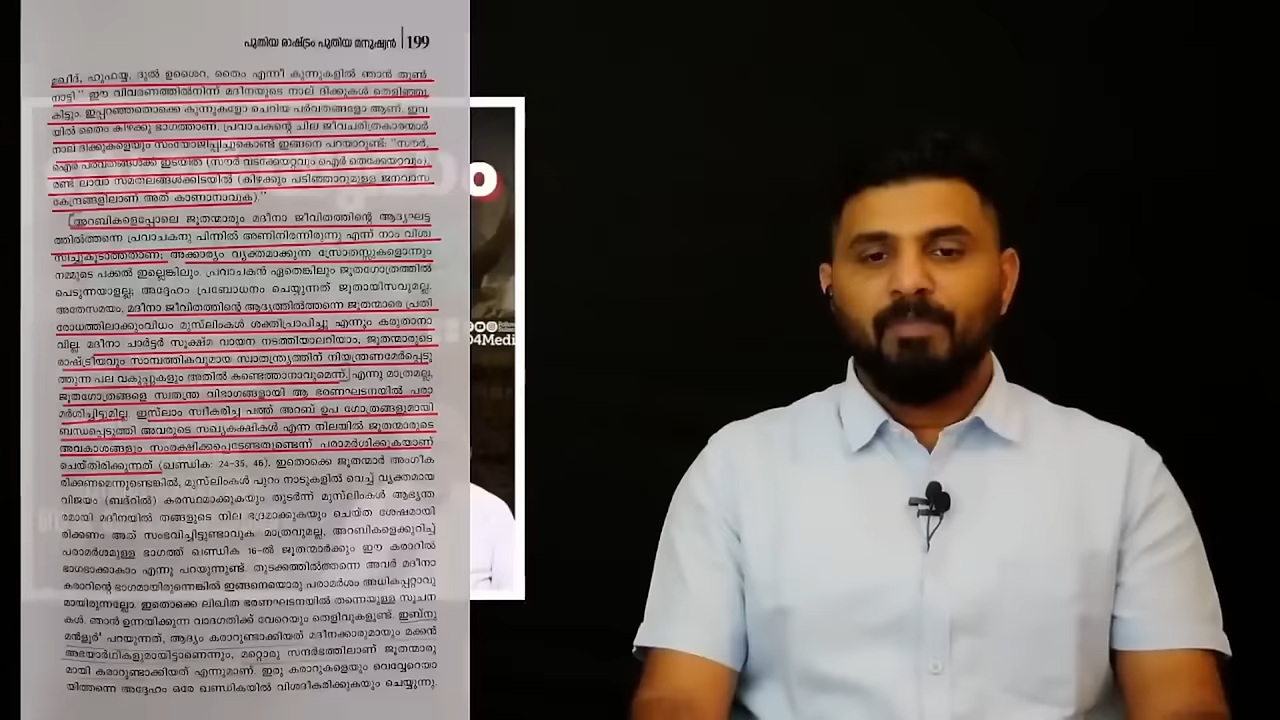 പുതിയ രാഷ്ട്രം പുതിയ മനുഷ്യൻ 199
മഖീദ്, ഹുഫയ്യ, ദുൽ ഉശൈറ, തൈം എന്നീ കുന്നുകളിൽ ഞാൻ തൂൺ
നാട്ടി." ഈ വിവരണത്തിൽനിന്ന് മദീനയുടെ നാല് ദിക്കുകൾ തെളിഞ്ഞു
കിട്ടും. ഇപ്പറഞ്ഞതൊക്കെ കുന്നുകളോ ചെറിയ പർവതങ്ങളോ ആണ്. ഇവ
യിൽ തൈം കിഴക്കു ഭാഗത്താണ്. പ്രവാചകന്റെ ചില ജീവചരിത്രകാരന്മാർ
നാല് ദിക്കുകളെയും സംയോജിപ്പിച്ചുകൊണ്ട് ഇങ്ങനെ പറയാറുണ്ട്: "സൗർ,
ഐർ പർവതങ്ങൾക്ക് ഇടയിൽ (സൗർ വടക്കേയറ്റവും ഐർ തെക്കേയറ്റവും),
രണ്ട് ലാവാ സമതലങ്ങൾക്കിടയിൽ (കിഴക്കും പടിഞ്ഞാറുമുള്ള ജനവാസ
കേന്ദ്രങ്ങളിലാണ് അത് കാണാനാവുക)."
അറബികളെപ്പോലെ ജൂതന്മാരും മദീനാ ജീവിതത്തിന്റെ ആദ്യഘട്ട
ത്തിൽത്തന്നെ പ്രവാചകനു പിന്നിൽ അണിനിരന്നിരുന്നു എന്ന് നാം വിശ്വ
സിച്ചുകൂടാത്തതാണ്; അക്കാര്യം വ്യക്തമാക്കുന്ന സ്രോതസ്സുകളൊന്നും
നമ്മുടെ പക്കൽ ഇല്ലെങ്കിലും. പ്രവാചകൻ ഏതെങ്കിലും ജൂതഗോത്രത്തിൽ
പെടുന്നയാളല്ല; അദ്ദേഹം പ്രബോധനം ചെയ്യുന്നത് ജൂതായിസവുമല്ല.
അതേസമയം, മദീനാ ജീവിതത്തിന്റെ ആദ്യത്തിൽത്തന്നെ ജൂതന്മാരെ പ്രതി
രോധത്തിലാക്കുംവിധം മുസ്‌ലിംകൾ ശക്തിപ്രാപിച്ചു എന്നും കരുതാനാ
വില്ല. മദീനാ ചാർട്ടർ സൂക്ഷ്മ വായന നടത്തിയാലറിയാം, ജൂതന്മാരുടെ
രാഷ്ട്രീയവും സാമ്പത്തികവുമായ സ്വാതന്ത്ര്യത്തിന് നിയന്ത്രണമേർപ്പെടു
ത്തുന്ന പല വകുപ്പുകളും അതിൽ കണ്ടെത്താനാവുമെന്ന്. എന്നു മാത്രമല്ല,
ജൂതഗോത്രങ്ങളെ സ്വതന്ത്ര വിഭാഗങ്ങളായി ആ ഭരണഘടനയിൽ പരാ
മർശിച്ചിട്ടുമില്ല. ഇസ്‌ലാം സ്വീകരിച്ച പത്ത് അറബ് ഉപ ഗോത്രങ്ങളുമായി
ബന്ധപ്പെടുത്തി അവരുടെ സഖ്യകക്ഷികൾ എന്ന നിലയിൽ ജൂതന്മാരുടെ
അവകാശങ്ങളും സംരക്ഷിക്കപ്പെടേണ്ടതുണ്ടെന്ന് പരാമർശിക്കുകയാണ്
ചെയ്തിരിക്കുന്നത് (ഖണ്ഡിക: 24-35, 46). ഇതൊക്കെ ജൂതന്മാർ അംഗീക
രിക്കണമെന്നുണ്ടെങ്കിൽ, മുസ്‌ലിംകൾ പുറം നാടുകളിൽ വെച്ച് വ്യക്തമായ
വിജയം (ബദ്റിൽ) കരസ്ഥമാക്കുകയും തുടർന്ന് മുസ്‌ലിംകൾ ആഭ്യന്ത
രമായി മദീനയിൽ തങ്ങളുടെ നില ഭദ്രമാക്കുകയും ചെയ്ത ശേഷമായി
രിക്കണം അത് സംഭവിച്ചിട്ടുണ്ടാവുക. മാത്രവുമല്ല, അറബികളെക്കുറിച്ച്
പരാമർശമുള്ള ഭാഗത്ത് ഖണ്ഡിക 16-ൽ ജൂതന്മാർക്കും ഈ കരാറിൽ
ഭാഗഭാക്കാകാം എന്നു പറയുന്നുണ്ട്. തുടക്കത്തിൽത്തന്നെ അവർ മദീനാ
കരാറിന്റെ ഭാഗമായിരുന്നെങ്കിൽ ഇങ്ങനെയൊരു പരാമർശം അധികപ്പറ്റാവു
മായിരുന്നല്ലോ. ഇതൊക്കെ ലിഖിത ഭരണഘടനയിൽ തന്നെയുള്ള സൂചന
കൾ. ഞാൻ ഉന്നയിക്കുന്ന വാദഗതിക്ക് വേറെയും തെളിവുകളുണ്ട്. ഇബ്നു
മൻളൂർ പറയുന്നത്, ആദ്യം കരാറുണ്ടാക്കിയത് മദീനക്കാരുമായും മക്കൻ
അഭയാർഥികളുമായിട്ടാണെന്നും, മറ്റൊരു സന്ദർഭത്തിലാണ് ജൂതന്മാരു
മായി കരാറുണ്ടാക്കിയത് എന്നുമാണ്. ഇരു കരാറുകളെയും വെവ്വേറെയാ
യിത്തന്നെ അദ്ദേഹം ഒരേ ഖണ്ഡികയിൽ വിശദീകരിക്കുകയും ചെയ്യുന്നു.
04Medi